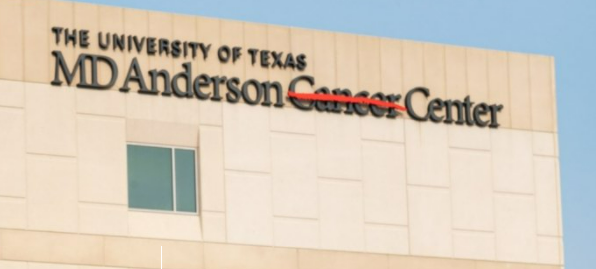 THE UNIVERSITY OF TEXAS
MD Anderson Cancer Center